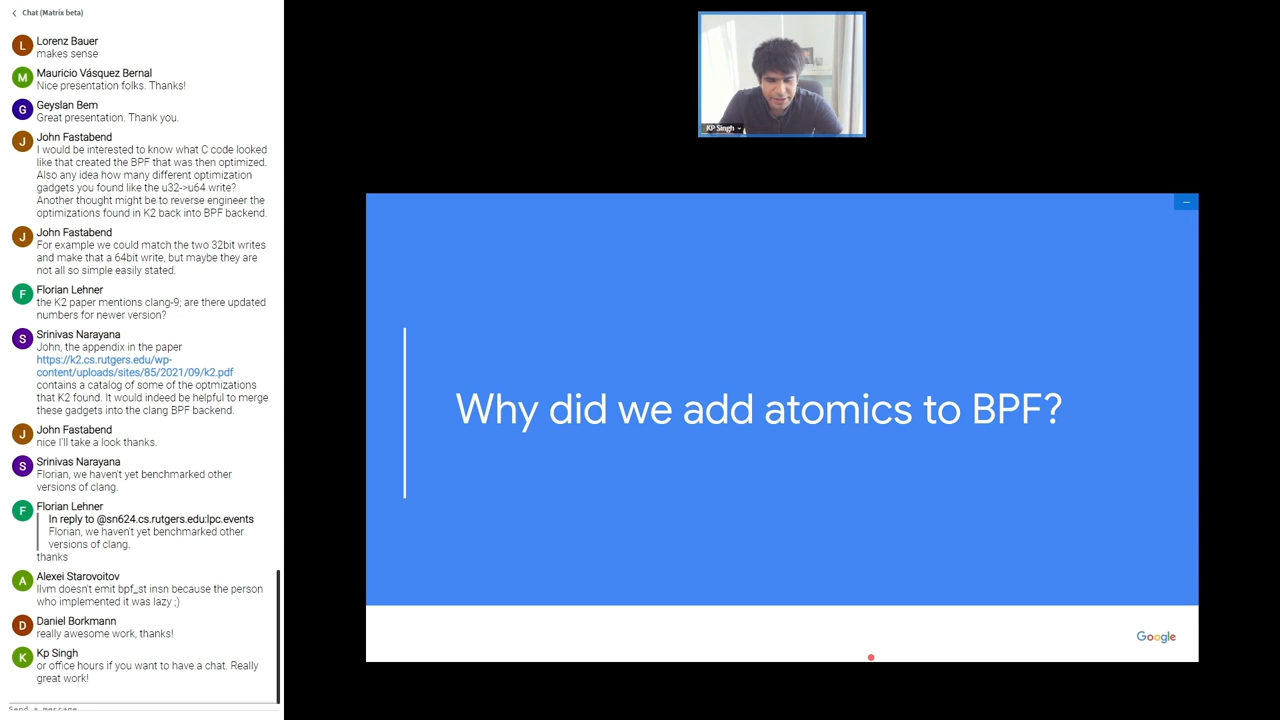 Chat (Matrix beta)
Lorenz Bauer
makes sense
Mauricio Vásquez Bernal
Nice presentation folks. Thanks!
Geyslan Bem
Great presentation. Thank you.
John Fastabend
I would be interested to know what C code looked
like that created the BPF that was then optimized.
Also any idea how many different optimization
gadgets you found like the u32->u64 write?
Another thought might be to reverse engineer the
optimizations found in K2 back into BPF backend.
John Fastabend
For example we could match the two 32bit writes
and make that a 64bit write, but maybe they are
not all so simple easily stated.
Florian Lehner
the K2 paper mentions clang-9; are there updated
numbers for newer version?
Srinivas Narayana
John, the appendix in the paper
https://k2.cs.rutgers.edu/wp-
content/uploads/sites/85/2021/09/k2.pdf
contains a catalog of some of the optmizations
that K2 found. It would indeed be helpful to merge
these gadgets into the clang BPF backend.
John Fastabend
nice I'll take a look thanks.
Srinivas Narayana
Florian, we haven't yet benchmarked other
versions of clang.
Florian Lehner
In reply to @sn624.cs.rutgers.edu:lpc.events
Florian, we haven't yet benchmarked other
versions of clang.
thanks
Alexei Starovoitov
llvm doesn't emit bpf_st insn because the person
who implemented it was lazy ;)
Daniel Borkmann
really awesome work, thanks!
Kp Singh
or office hours if you want to have a chat. Really
great work!
Send a message
KP Singh
Why did we add atomics to BPF?
Google